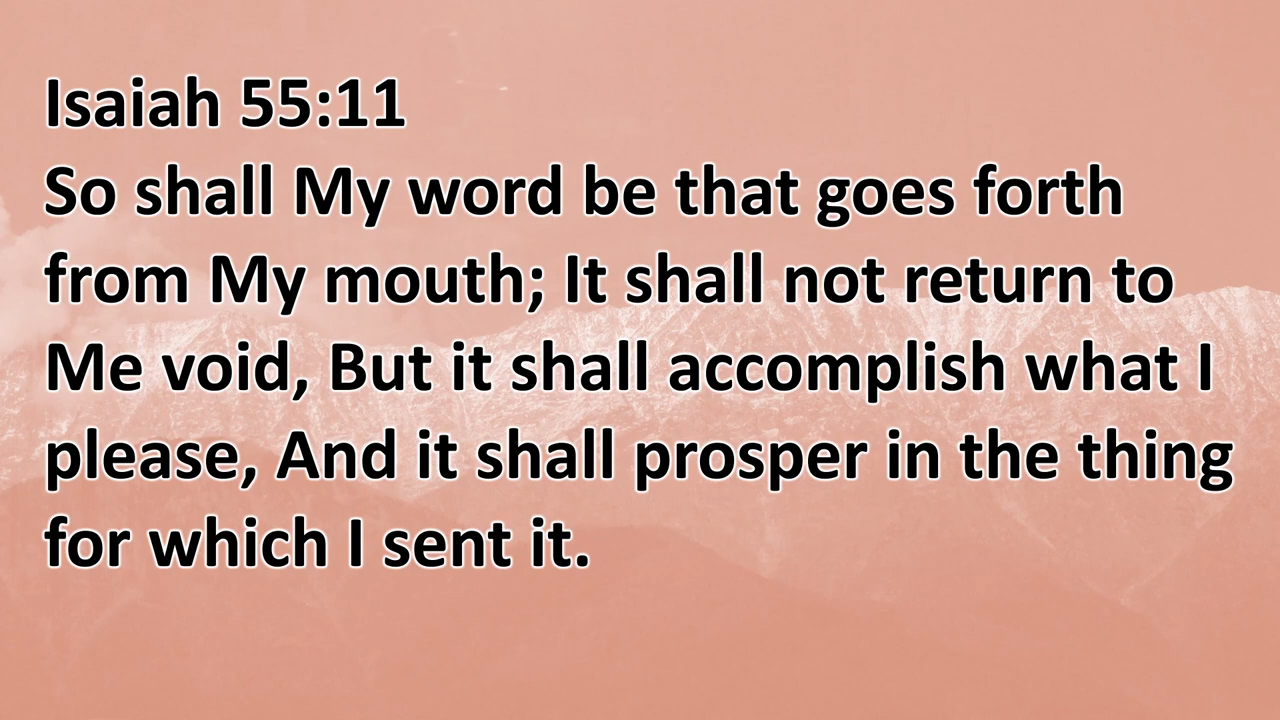 Isaiah 55:11
So shall My word be that goes forth
from My mouth; It shall not return to
Me void, But it shall accomplish what I
please, And it shall prosper in the thing
for which I sent it.